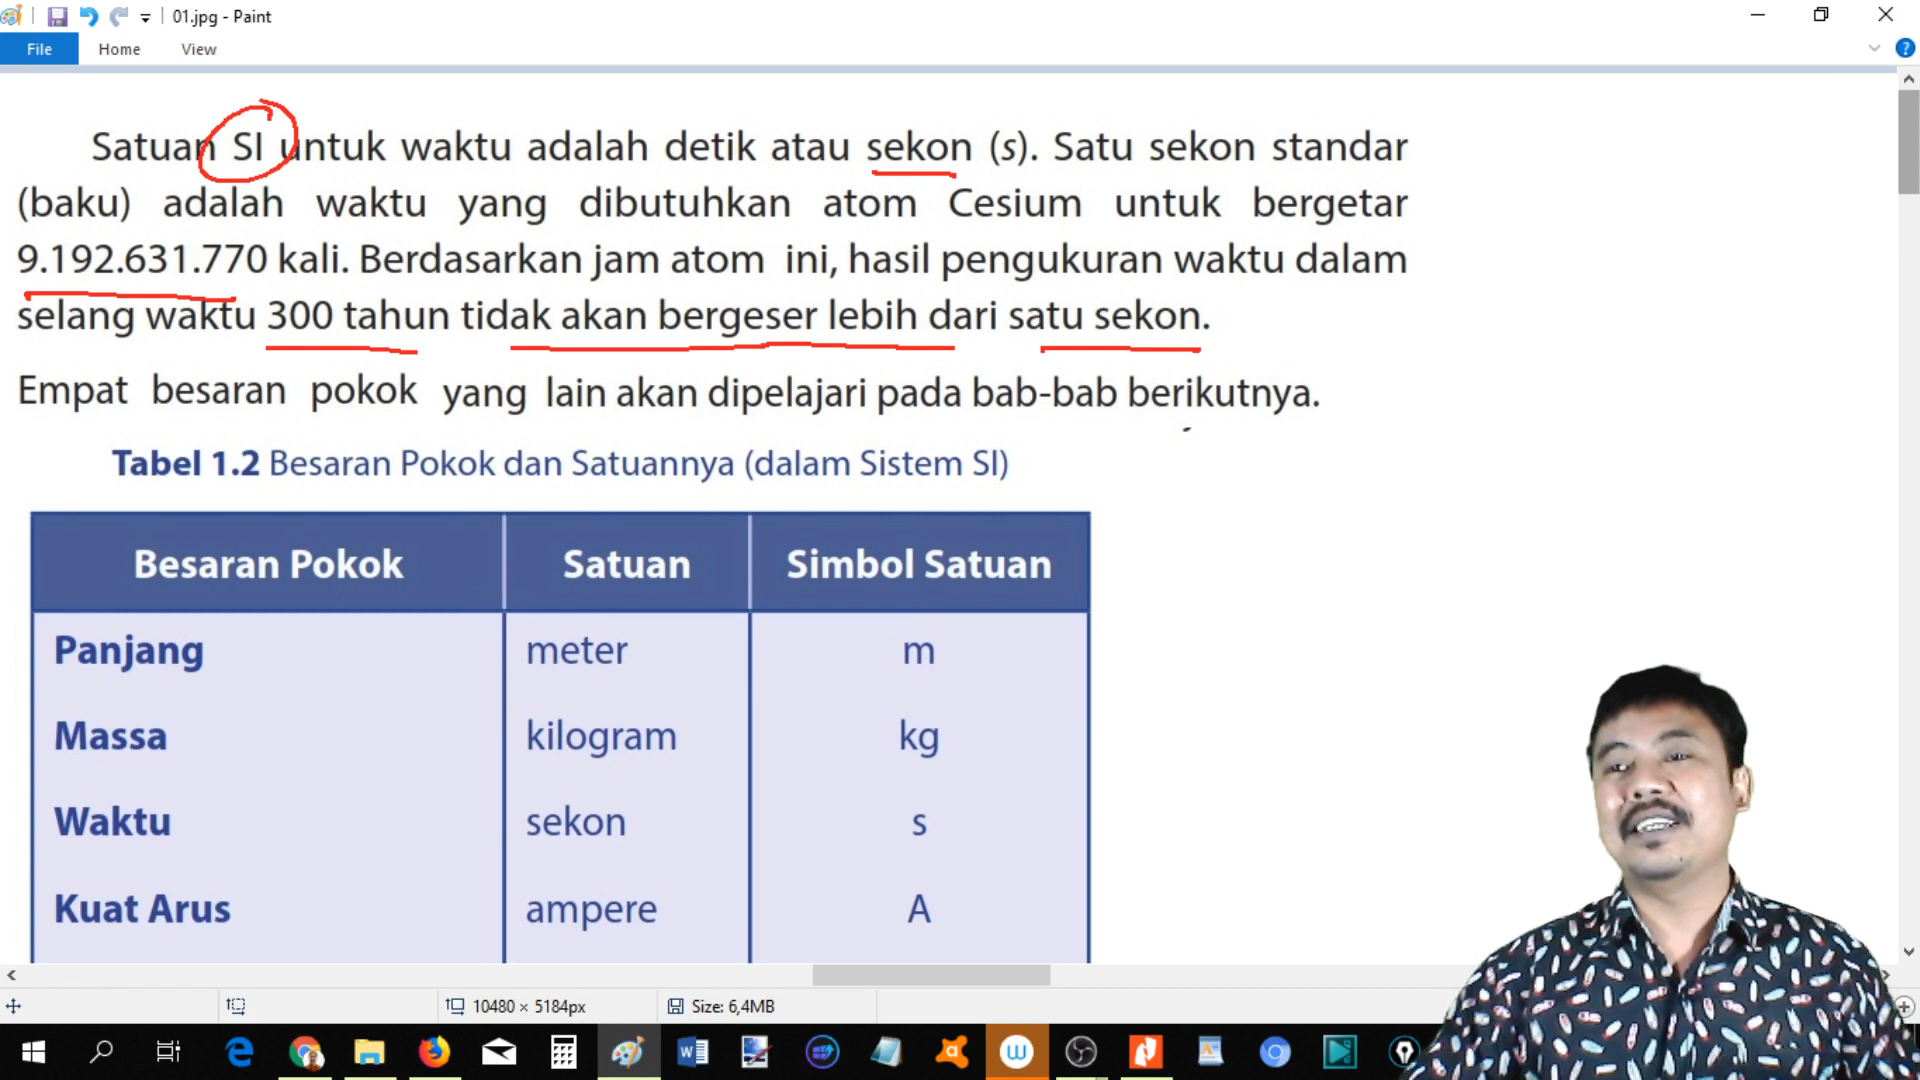 01.jpg - Paint
File Home View
Satuan SI untuk waktu adalah detik atau sekon (s). Satu sekon standar
(baku) adalah waktu yang dibutuhkan atom Cesium untuk bergetar
9.192.631.770 kali. Berdasarkan jam atom ini, hasil pengukuran waktu dalam
selang waktu 300 tahun tidak akan bergeser lebih dari satu sekon.
Empat besaran pokok yang lain akan dipelajari pada bab-bab berikutnya.
Tabel 1.2 Besaran Pokok dan Satuannya (dalam Sistem SI)
Besaran Pokok Satuan Simbol Satuan
Panjang meter m
Massa kilogram kg
Waktu sekon s
Kuat Arus ampere A
10480 × 5184px Size: 6,4MB